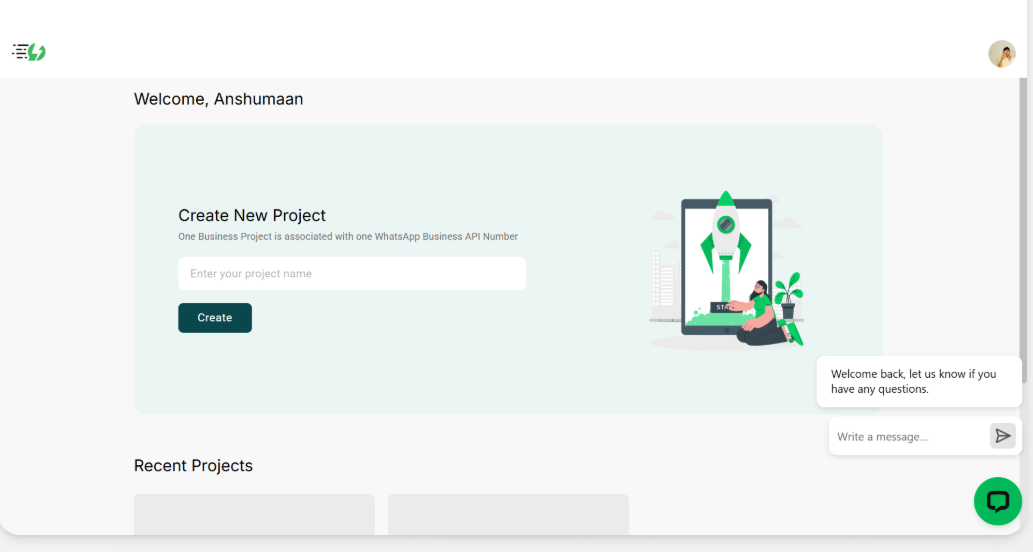 Welcome, Anshumaan
Create New Project
One Business Project is associated with one WhatsApp Business API Number
Enter your project name
Create
Welcome back, let us know if you
have any questions.
Write a message...
Recent Projects